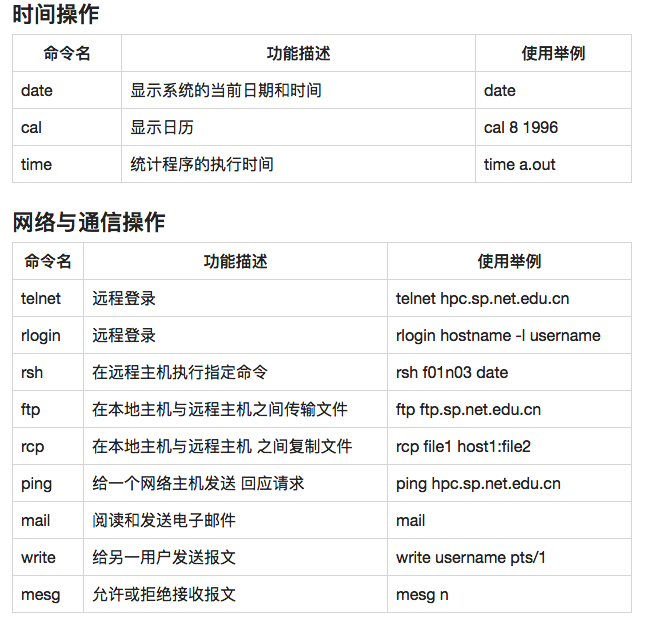 时间操作
命令名 功能描述 使用举例
date 显示系统的当前日期和时间 date
cal 显示日历 cal 8 1996
time 统计程序的执行时间 time a.out
网络与通信操作
命令名 功能描述 使用举例
telnet 远程登录 telnet hpc.sp.net.edu.cn
rlogin 远程登录 rlogin hostname -l username
rsh 在远程主机执行指定命令 rsh f01n03 date
ftp 在本地主机与远程主机之间传输文件 ftp ftp.sp.net.edu.cn
rcp 在本地主机与远程主机 之间复制文件 rcp file1 host1:file2
ping 给一个网络主机发送 回应请求 ping hpc.sp.net.edu.cn
mail 阅读和发送电子邮件 mail
write 给另一用户发送报文 write username pts/1
mesg 允许或拒绝接收报文 mesg n